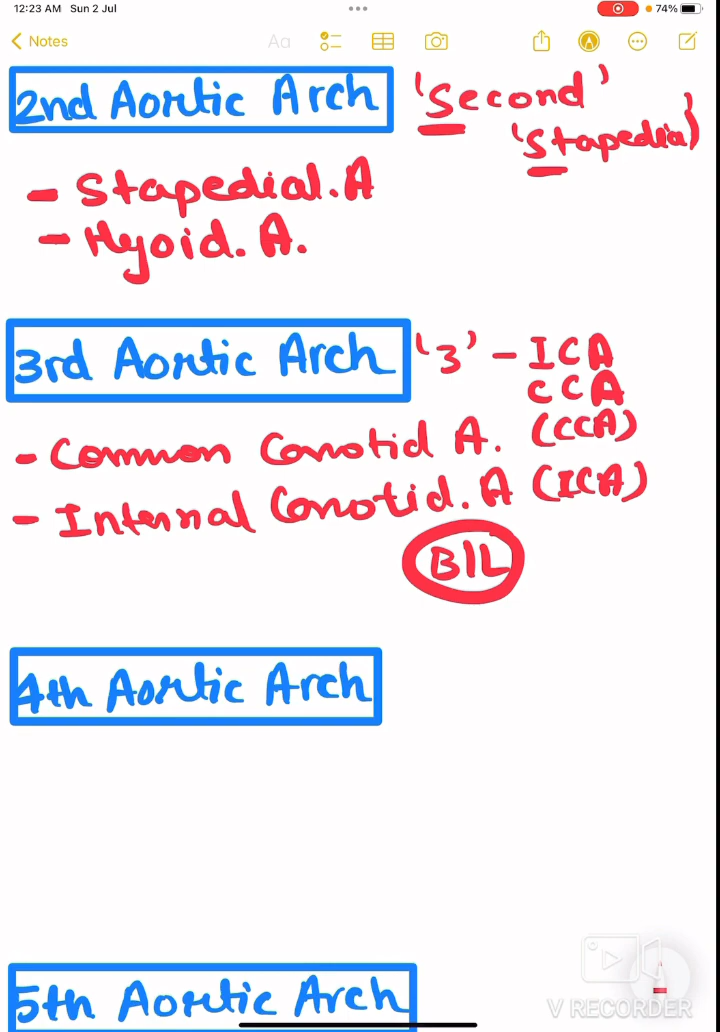 12:23 AM Sun 2 Jul
74%
Notes
Aa
2nd Aortic Arch 'Second'
'Stapedial'
- Stapedial. A
- Hyoid. A.
3rd Aortic Arch '3' - ICA
CCA
- Common Carotid A. (CCA)
- Internal Carotid. A (ICA)
B/L
4th Aortic Arch
5th Aortic Arch
V RECORDER